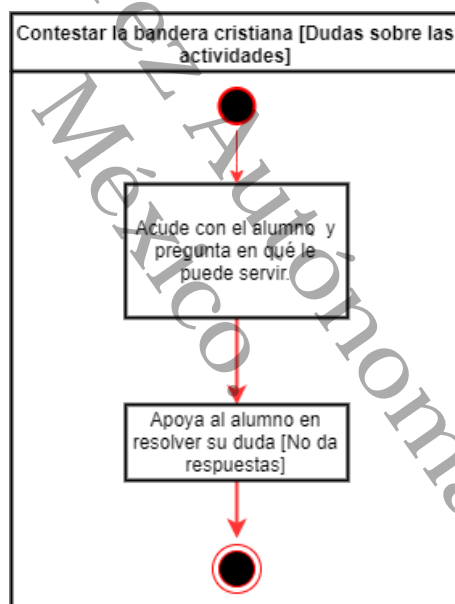 Contestar la bandera cristiana [Dudas sobre las
actividades]
Acude con el alumno y
pregunta en qué le
puede servir.
Apoya al alumno en
resolver su duda [No da
respuestas]
Autónoma
México